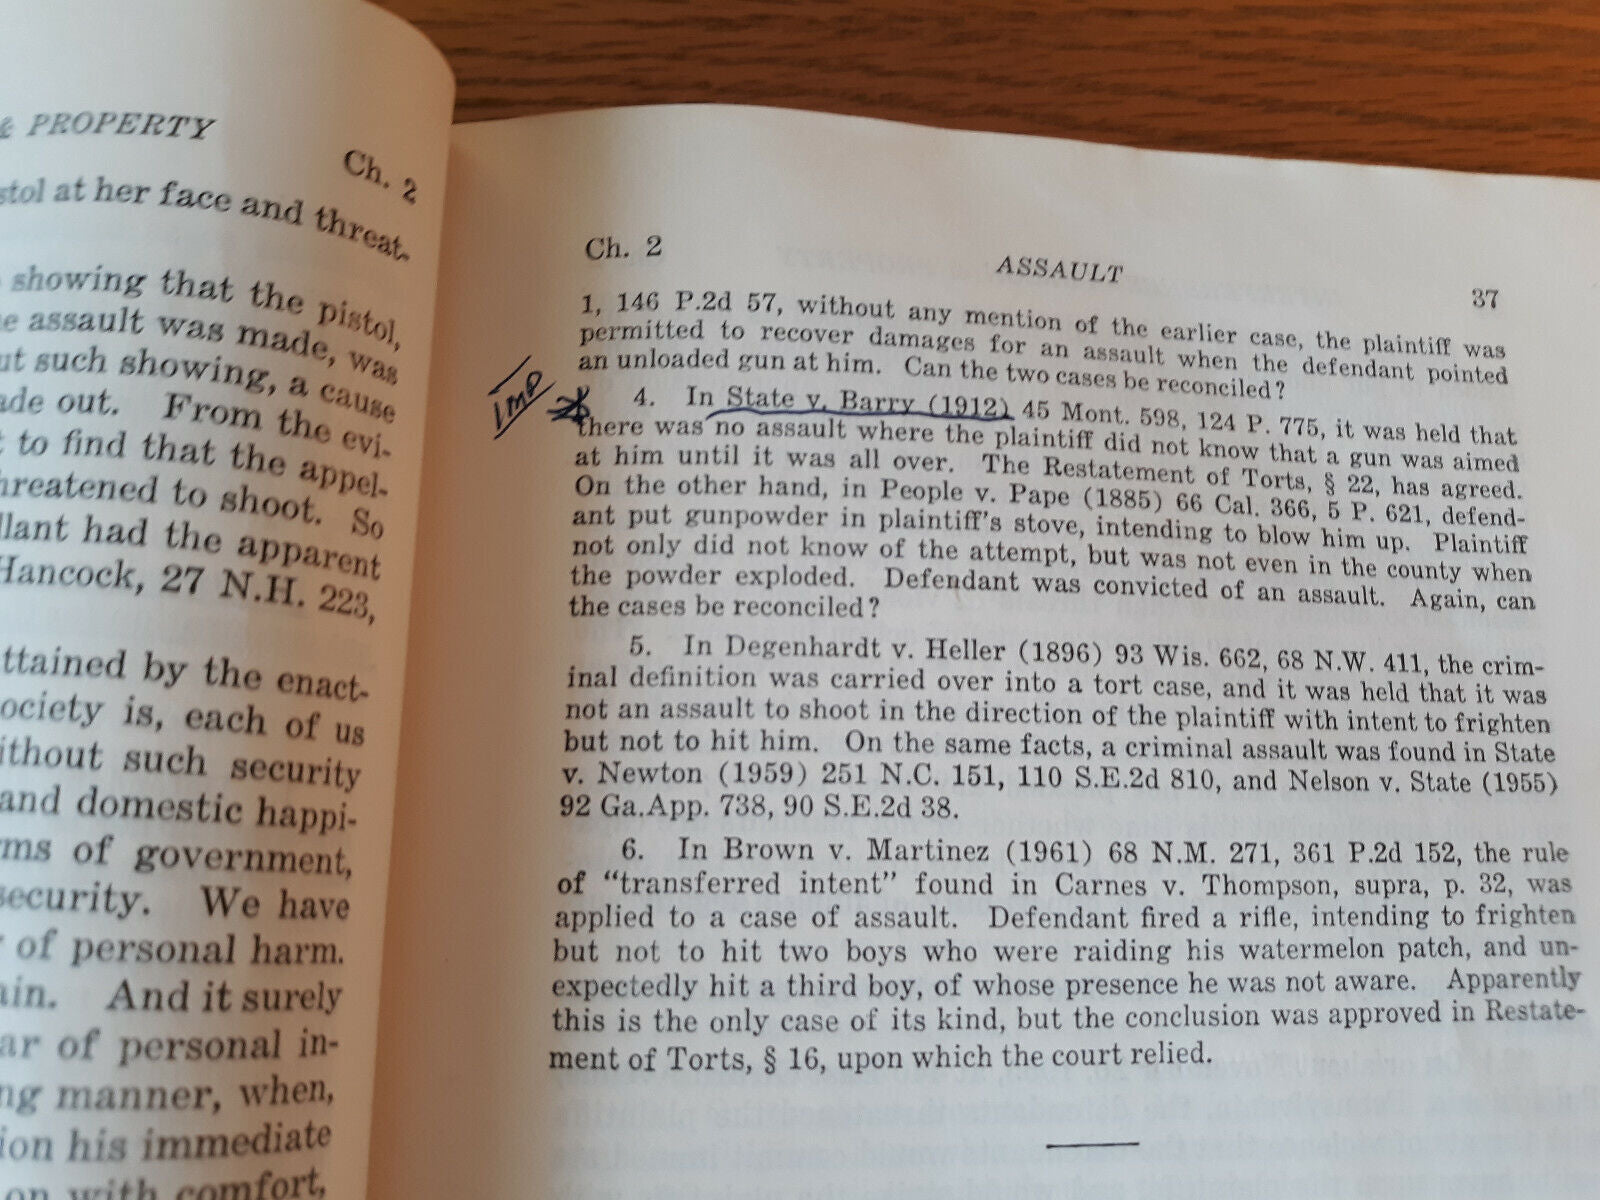 & PROPERTY
Ch. 2
stol at her face and threat-
showing that the pistol,
e assault was made, was
ut such showing, a cause
ade out. From the evi-
t to find that the appel-
hreatened to shoot. So
llant had the apparent
Hancock, 27 N.H. 223,
ttained by the enact-
ociety is, each of us
ithout such security
and domestic happi-
ms of government,
security. We have
r of personal harm.
ain. And it surely
ar of personal in-
ng manner, when,
ion his immediate
on with comfort,
Ch. 2 ASSAULT 37
1, 146 P.2d 57, without any mention of the earlier case, the plaintiff was
permitted to recover damages for an assault when the defendant pointed
an unloaded gun at him. Can the two cases be reconciled?
IMP
4. In State v. Barry (1912) 45 Mont. 598, 124 P. 775, it was held that
there was no assault where the plaintiff did not know that a gun was aimed
at him until it was all over. The Restatement of Torts, § 22, has agreed.
On the other hand, in People v. Pape (1885) 66 Cal. 366, 5 P. 621, defend-
ant put gunpowder in plaintiff's stove, intending to blow him up. Plaintiff
not only did not know of the attempt, but was not even in the county when
the powder exploded. Defendant was convicted of an assault. Again, can
the cases be reconciled?
5. In Degenhardt v. Heller (1896) 93 Wis. 662, 68 N.W. 411, the crim-
inal definition was carried over into a tort case, and it was held that it was
not an assault to shoot in the direction of the plaintiff with intent to frighten
but not to hit him. On the same facts, a criminal assault was found in State
v. Newton (1959) 251 N.C. 151, 110 S.E.2d 810, and Nelson v. State (1955)
92 Ga.App. 738, 90 S.E.2d 38.
6. In Brown v. Martinez (1961) 68 N.M. 271, 361 P.2d 152, the rule
of "transferred intent" found in Carnes v. Thompson, supra, p. 32, was
applied to a case of assault. Defendant fired a rifle, intending to frighten
but not to hit two boys who were raiding his watermelon patch, and un-
expectedly hit a third boy, of whose presence he was not aware. Apparently
this is the only case of its kind, but the conclusion was approved in Restate-
ment of Torts, § 16, upon which the court relied.